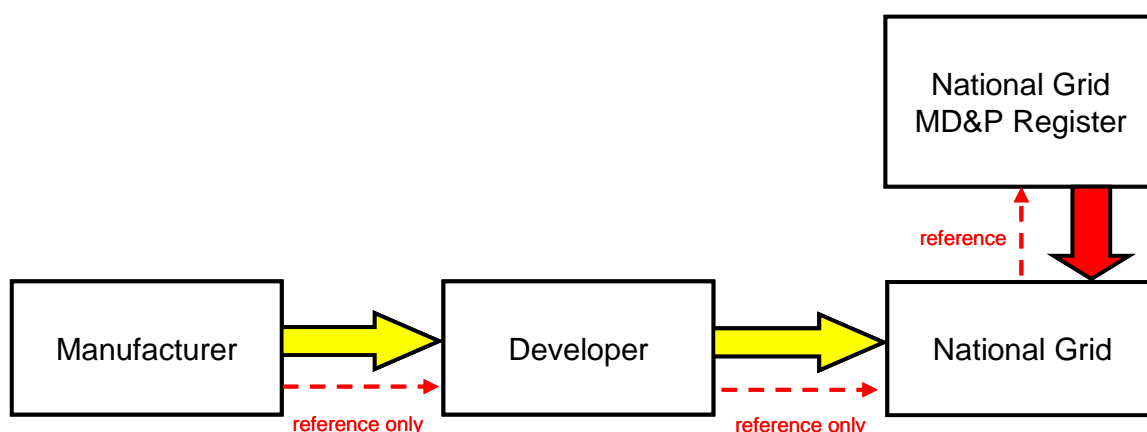 National Grid
MD&P Register
reference
Manufacturer
Developer
National Grid
reference only
reference only